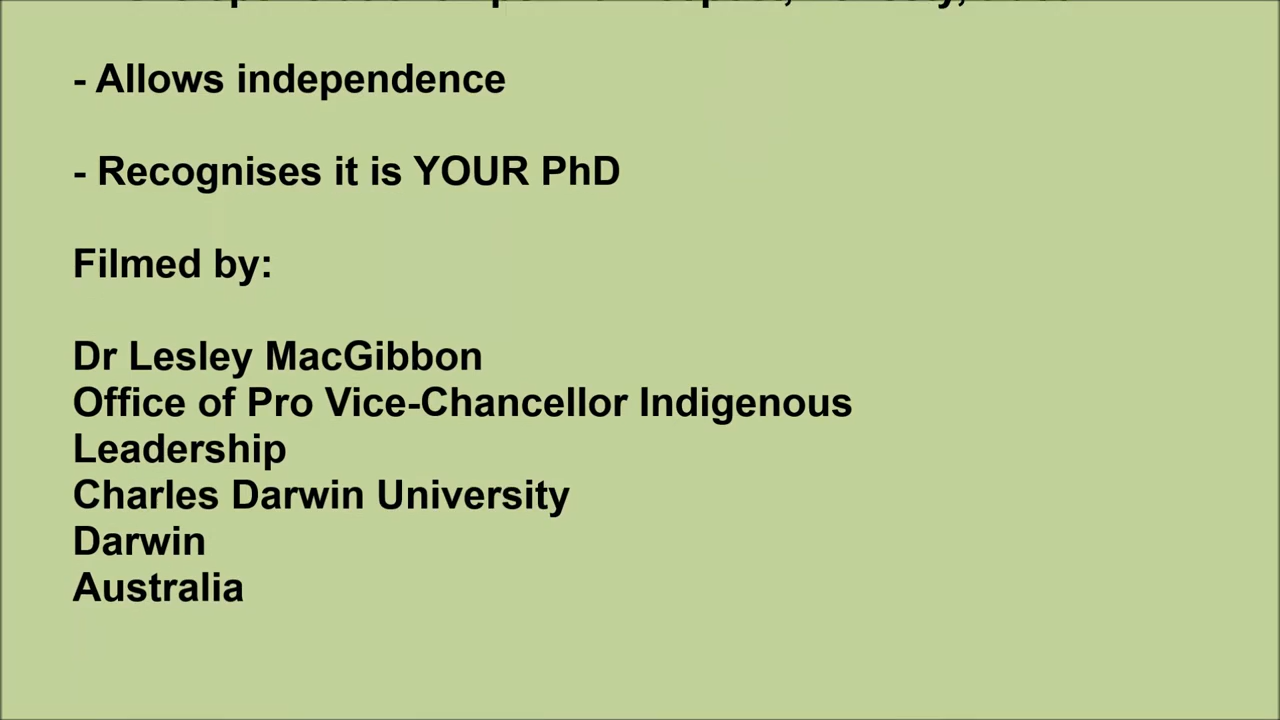 - Allows independence
- Recognises it is YOUR PhD
Filmed by:
Dr Lesley MacGibbon
Office of Pro Vice-Chancellor Indigenous
Leadership
Charles Darwin University
Darwin
Australia